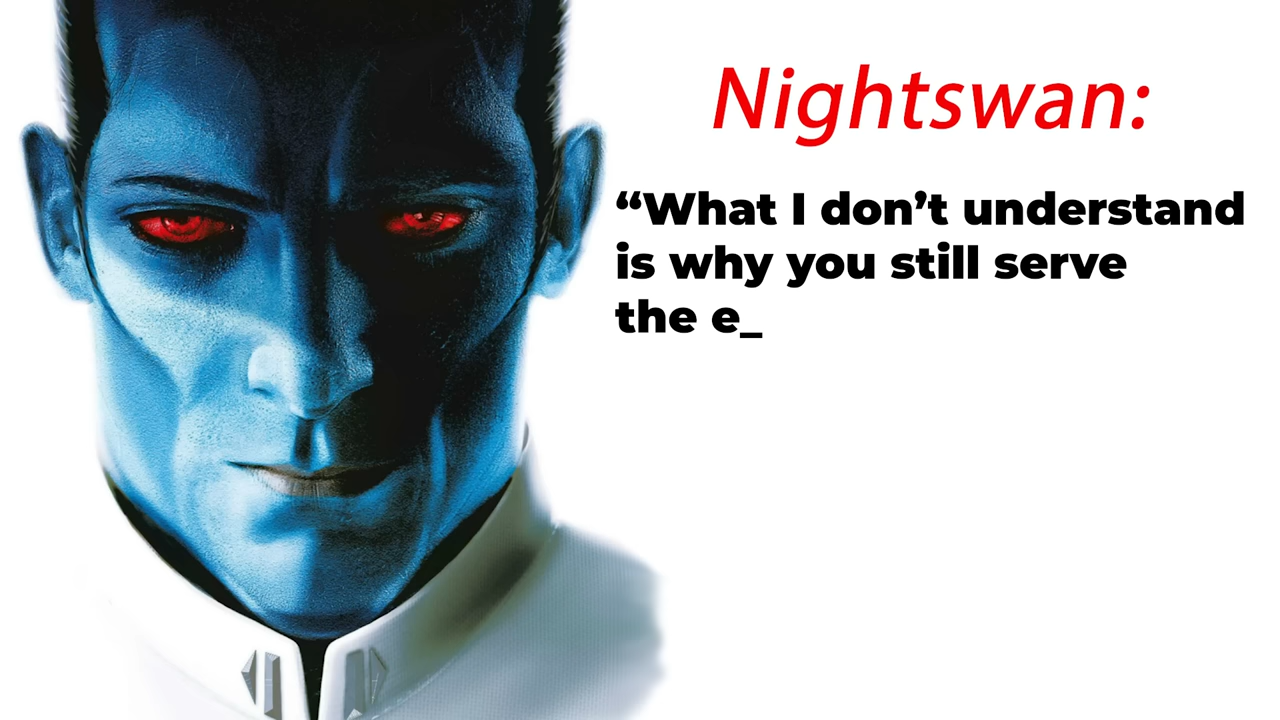 Nightswan:
“What I don’t understand
is why you still serve
the e_